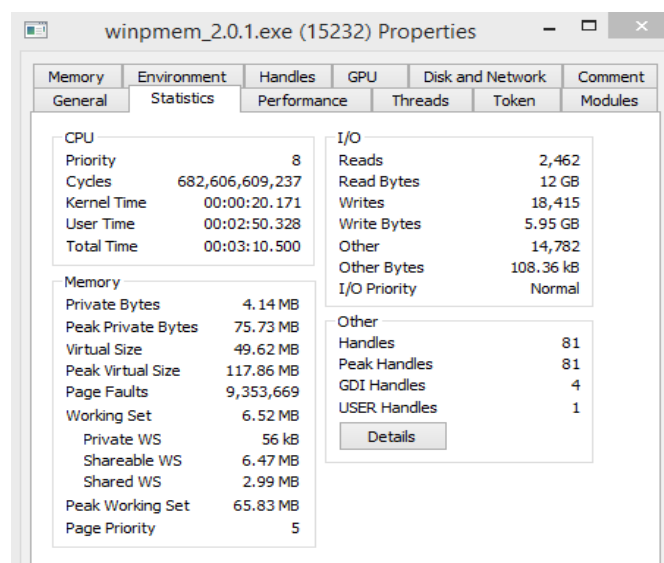 winpmem_2.0.1.exe (15232) Properties
Memory Environment Handles GPU Disk and Network Comment
General Statistics Performance Threads Token Modules
CPU
Priority 8
Cycles 682,606,609,237
Kernel Time 00:00:20.171
User Time 00:02:50.328
Total Time 00:03:10.500
Memory
Private Bytes 4.14 MB
Peak Private Bytes 75.73 MB
Virtual Size 49.62 MB
Peak Virtual Size 117.86 MB
Page Faults 9,353,669
Working Set 6.52 MB
Private WS 56 kB
Shareable WS 6.47 MB
Shared WS 2.99 MB
Peak Working Set 65.83 MB
Page Priority 5
I/O
Reads 2,462
Read Bytes 12 GB
Writes 18,415
Write Bytes 5.95 GB
Other 14,782
Other Bytes 108.36 kB
I/O Priority Normal
Other
Handles 81
Peak Handles 81
GDI Handles 4
USER Handles 1
Details